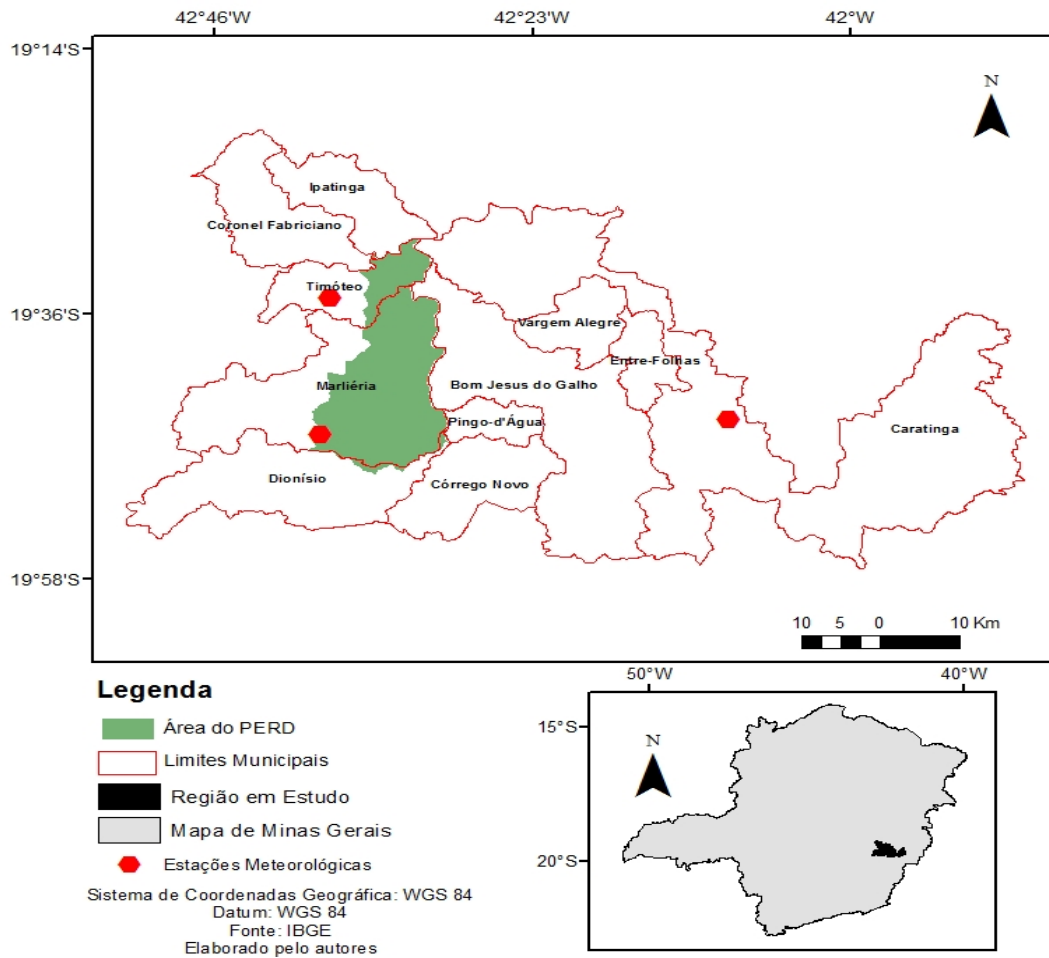 42°46'W
42°23'W
42°W
19°14'S
N
Ipatinga
Coronel Fabriciano
Timóteo
19°36'S
Vargem Alegre
Entre-Folhas
Marliéria
Bom Jesus do Galho
Pingo-d'Água
Caratinga
Dionísio
Córrego Novo
19°58'S
10 5 0 10 Km
Legenda
Área do PERD
Limites Municipais
Região em Estudo
Mapa de Minas Gerais
Estações Meteorológicas
Sistema de Coordenadas Geográfica: WGS 84
Datum: WGS 84
Fonte: IBGE
Elaborado pelo autores
50°W
40°W
15°S
N
20°S